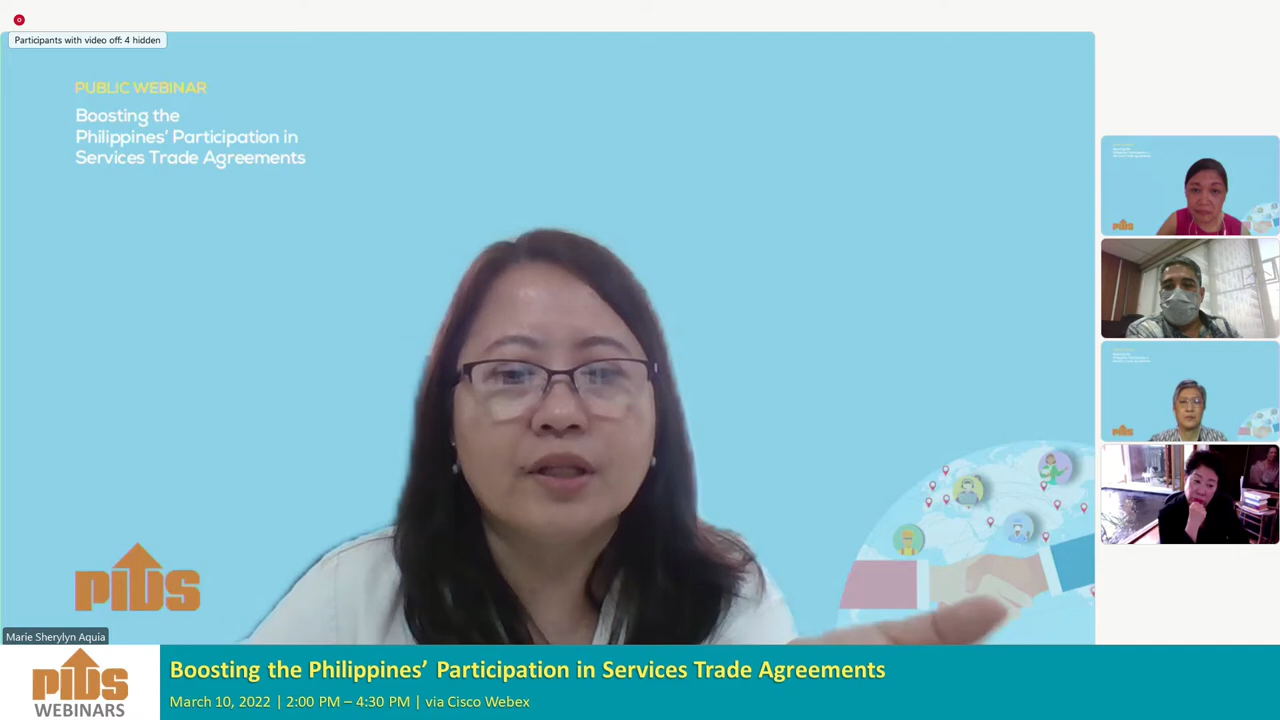 Participants with video off: 4 hidden
PUBLIC WEBINAR
Boosting the
Philippines' Participation in
Services Trade Agreements
PIDS
Marie Sherylyn Aquia
PIDS
WEBINARS
Boosting the Philippines' Participation in Services Trade Agreements
March 10, 2022 | 2:00 PM – 4:30 PM | via Cisco Webex